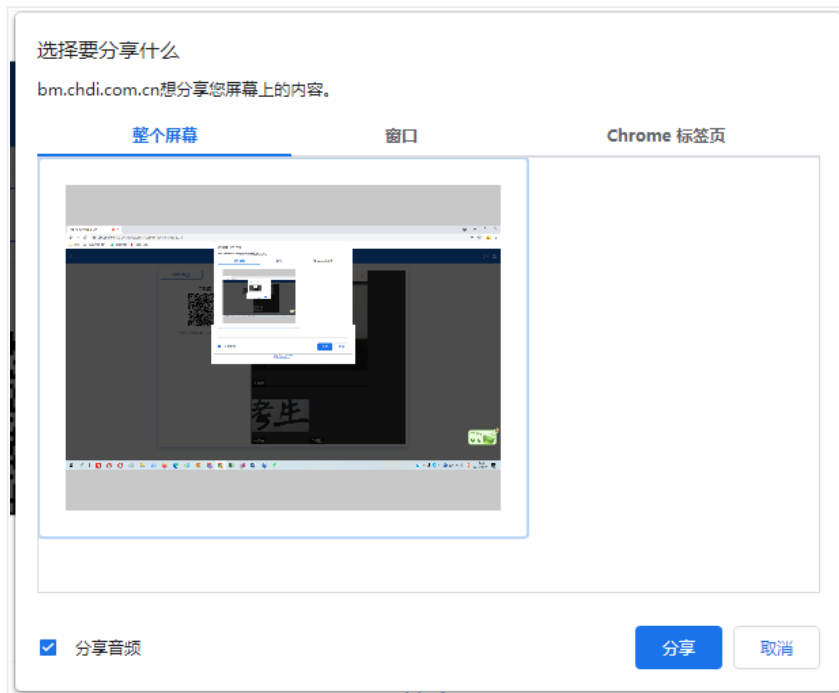 选择要分享什么
bm.chdi.com.cn想分享您屏幕上的内容。
整个屏幕
窗口
Chrome 标签页
考生
分享音频
分享
取消